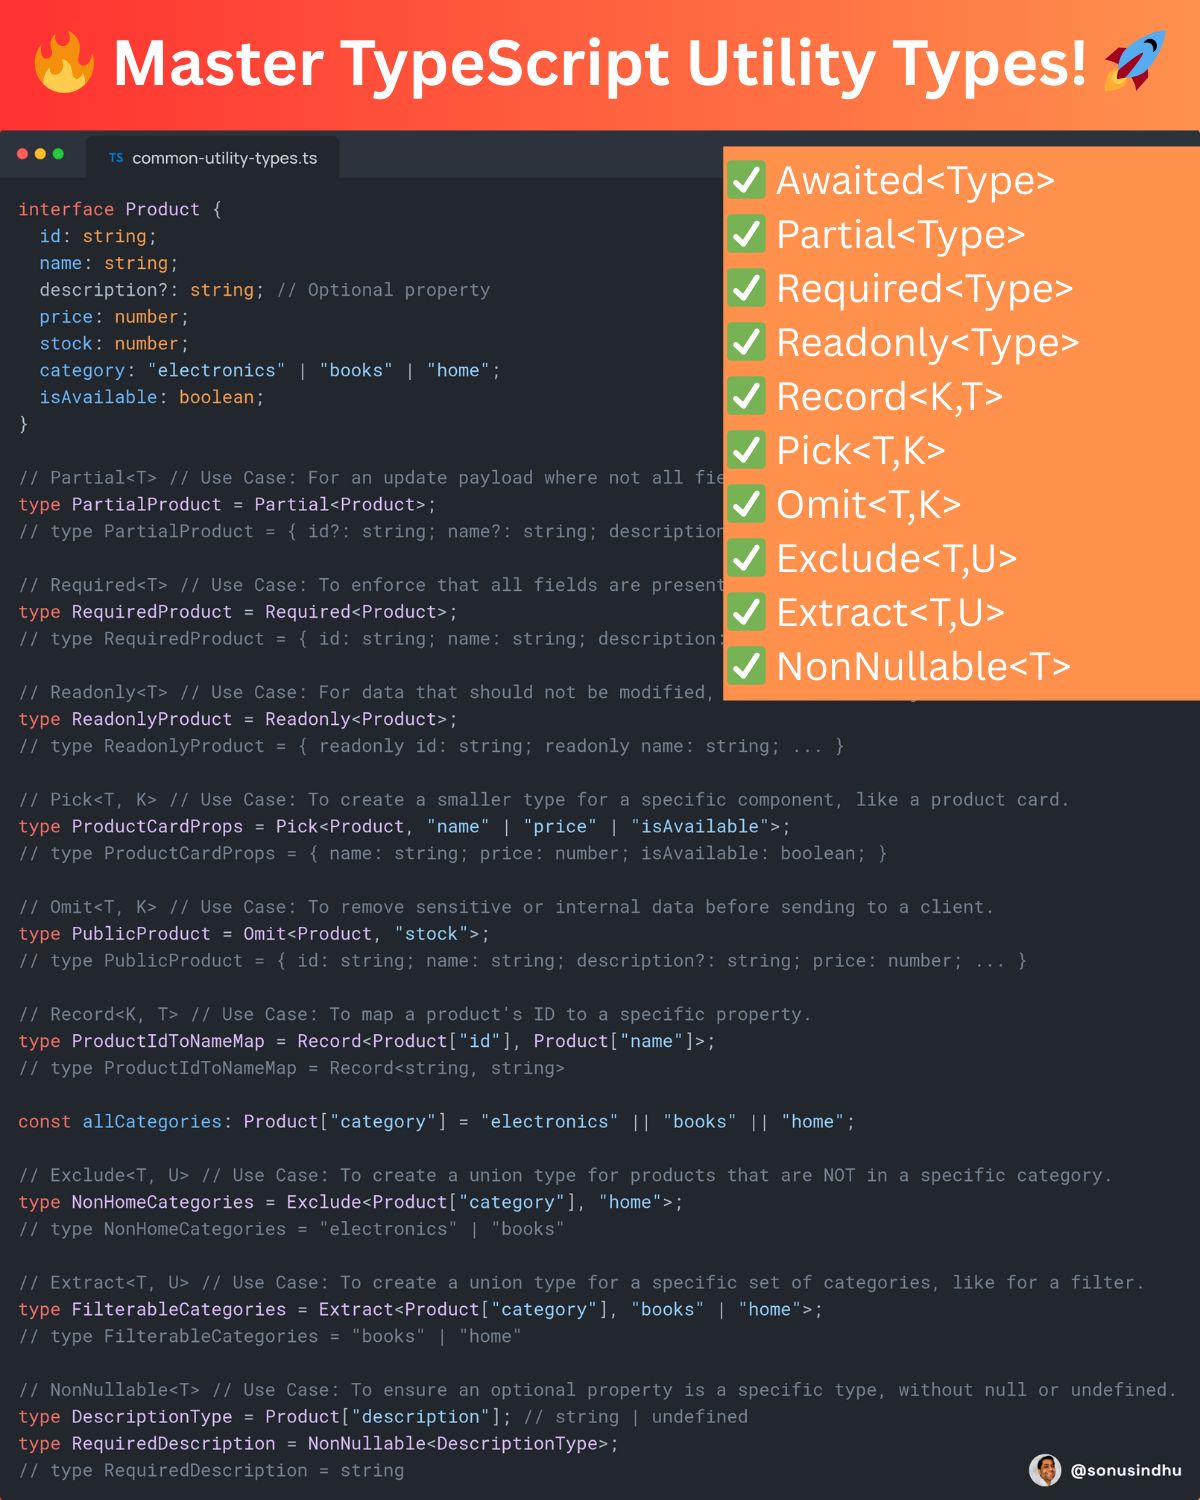 🔥 Master TypeScript Utility Types! 🚀
TS common-utility-types.ts
✅ Awaited<Type>
✅ Partial<Type>
✅ Required<Type>
✅ Readonly<Type>
✅ Record<K,T>
✅ Pick<T,K>
✅ Omit<T,K>
✅ Exclude<T,U>
✅ Extract<T,U>
✅ NonNullable<T>
interface Product {
  id: string;
  name: string;
  description?: string; // Optional property
  price: number;
  stock: number;
  category: "electronics" | "books" | "home";
  isAvailable: boolean;
}
// Partial<T> // Use Case: For an update payload where not all
type PartialProduct = Partial<Product>;
// type PartialProduct = { id?: string; name?: string; description
// Required<T> // Use Case: To enforce that all fields are present
type RequiredProduct = Required<Product>;
// type RequiredProduct = { id: string; name: string; description:
// Readonly<T> // Use Case: For data that should not be modified,
type ReadonlyProduct = Readonly<Product>;
// type ReadonlyProduct = { readonly id: string; readonly name: string; ... }
// Pick<T, K> // Use Case: To create a smaller type for a specific component, like a product card.
type ProductCardProps = Pick<Product, "name" | "price" | "isAvailable">;
// type ProductCardProps = { name: string; price: number; isAvailable: boolean; }
// Omit<T, K> // Use Case: To remove sensitive or internal data before sending to a client.
type PublicProduct = Omit<Product, "stock">;
// type PublicProduct = { id: string; name: string; description?: string; price: number; ... }
// Record<K, T> // Use Case: To map a product's ID to a specific property.
type ProductIdToNameMap = Record<Product["id"], Product["name"]>;
// type ProductIdToNameMap = Record<string, string>
const allCategories: Product["category"] = "electronics" || "books" || "home";
// Exclude<T, U> // Use Case: To create a union type for products that are NOT in a specific category.
type NonHomeCategories = Exclude<Product["category"], "home">;
// type NonHomeCategories = "electronics" | "books"
// Extract<T, U> // Use Case: To create a union type for a specific set of categories, like for a filter.
type FilterableCategories = Extract<Product["category"], "books" | "home">;
// type FilterableCategories = "books" | "home"
// NonNullable<T> // Use Case: To ensure an optional property is a specific type, without null or undefined.
type DescriptionType = Product["description"]; // string | undefined
type RequiredDescription = NonNullable<DescriptionType>;
// type RequiredDescription = string
@sonusindhu